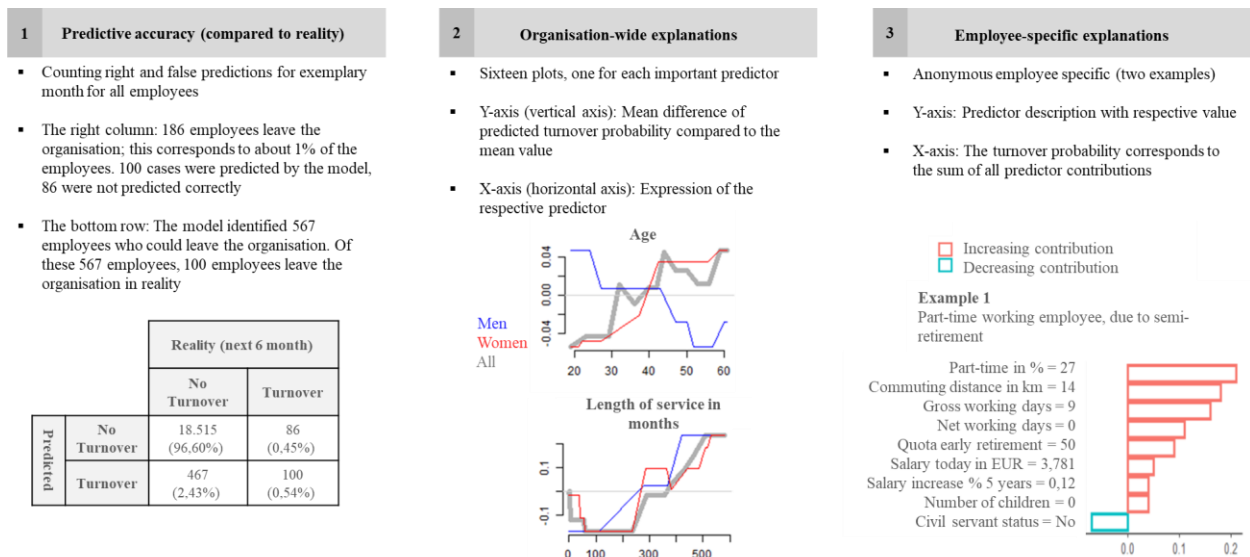 1 Predictive accuracy (compared to reality)
▪ Counting right and false predictions for exemplary
month for all employees
▪ The right column: 186 employees leave the
organisation; this corresponds to about 1% of the
employees. 100 cases were predicted by the model,
86 were not predicted correctly
▪ The bottom row: The model identified 567
employees who could leave the organisation. Of
these 567 employees, 100 employees leave the
organisation in reality
Reality (next 6 month)
No
Turnover
Turnover
Predicted
No
Turnover
18.515
(96,60%)
86
(0,45%)
Turnover
467
(2,43%)
100
(0,54%)
2 Organisation-wide explanations
▪ Sixteen plots, one for each important predictor
▪ Y-axis (vertical axis): Mean difference of
predicted turnover probability compared to the
mean value
▪ X-axis (horizontal axis): Expression of the
respective predictor
Age
0.04
0.00
-0.04
Men
Women
All
20 30 40 50 60
Length of service in
months
0.1
-0.1
0 100 300 500
3 Employee-specific explanations
▪ Anonymous employee specific (two examples)
▪ Y-axis: Predictor description with respective value
▪ X-axis: The turnover probability corresponds to
the sum of all predictor contributions
Increasing contribution
Decreasing contribution
Example 1
Part-time working employee, due to semi-
retirement
Part-time in % = 27
Commuting distance in km = 14
Gross working days = 9
Net working days = 0
Quota early retirement = 50
Salary today in EUR = 3,781
Salary increase % 5 years = 0,12
Number of children = 0
Civil servant status = No
0.0 0.1 0.2